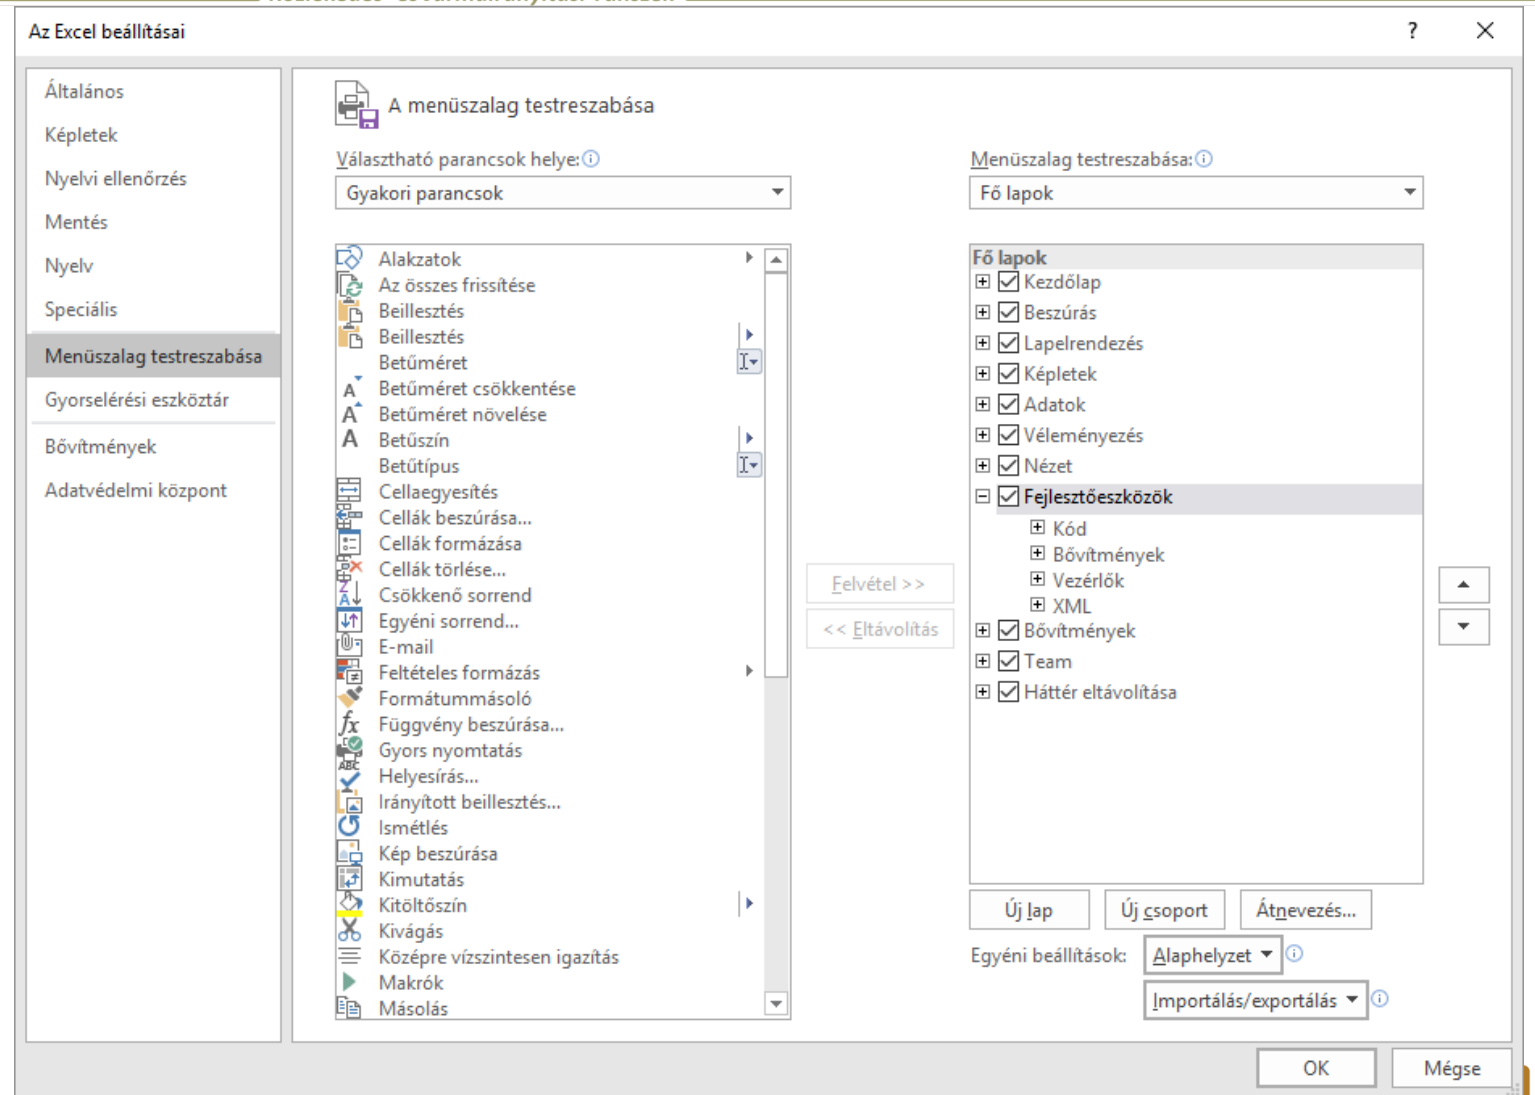 Az Excel beállításai
?
Általános
Képletek
Nyelvi ellenőrzés
Mentés
Nyelv
Speciális
Menüszalag testreszabása
Gyorselérési eszköztár
Bővítmények
Adatvédelmi központ
A menüszalag testreszabása
Választható parancsok helye:
Gyakori parancsok
Alakzatok
Az összes frissítése
Beillesztés
Beillesztés
Betűméret
Betűméret csökkentése
Betűméret növelése
Betűszín
Betűtípus
Cellaegyesítés
Cellák beszúrása...
Cellák formázása
Cellák törlése...
Csökkenő sorrend
Egyéni sorrend...
E-mail
Feltételes formázás
Formátummásoló
Függvény beszúrása...
Gyors nyomtatás
Helyesírás...
Irányított beillesztés...
Ismétlés
Kép beszúrása
Kimutatás
Kitöltőszín
Kivágás
Középre vízszintesen igazítás
Makrók
Másolás
Felvétel >>
<< Eltávolítás
Menüszalag testreszabása:
Fő lapok
Fő lapok
Kezdőlap
Beszúrás
Lapelrendezés
Képletek
Adatok
Véleményezés
Nézet
Fejlesztőeszközök
Kód
Bővítmények
Vezérlők
XML
Bővítmények
Team
Háttér eltávolítása
Új lap
Új csoport
Átnevezés...
Egyéni beállítások:
Alaphelyzet
Importálás/exportálás
OK
Mégse